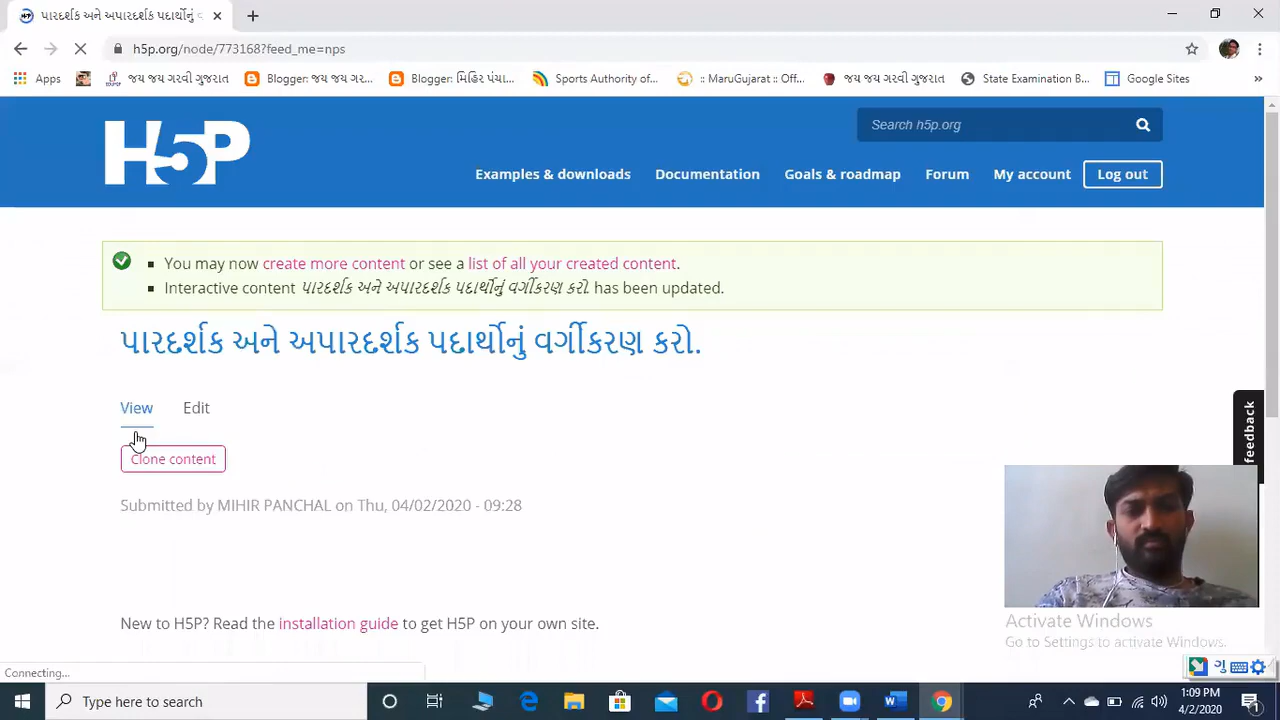 પારદર્શક અને અપારદર્શક પદાર્થોનું વ
h5p.org/node/773168?feed_me=nps
Apps
જય જય ગરવી ગુજરાત
Blogger: જય જય ગર...
Blogger: મિહિર પંચા...
Sports Authority of...
:: MaruGujarat :: Off...
જય જય ગરવી ગુજરાત
State Examination B...
Google Sites
»
H5P
Search h5p.org
Examples & downloads
Documentation
Goals & roadmap
Forum
My account
Log out
You may now create more content or see a list of all your created content.
Interactive content પારદર્શક અને અપારદર્શક પદાર્થોનું વર્ગીકરણ કરો. has been updated.
પારદર્શક અને અપારદર્શક પદાર્થોનું વર્ગીકરણ કરો.
View
Edit
Clone content
Submitted by MIHIR PANCHAL on Thu, 04/02/2020 - 09:28
feedback
New to H5P? Read the installation guide to get H5P on your own site.
Activate Windows
Go to Settings to activate Windows.
Connecting...
Type here to search
1:09 PM
4/2/2020